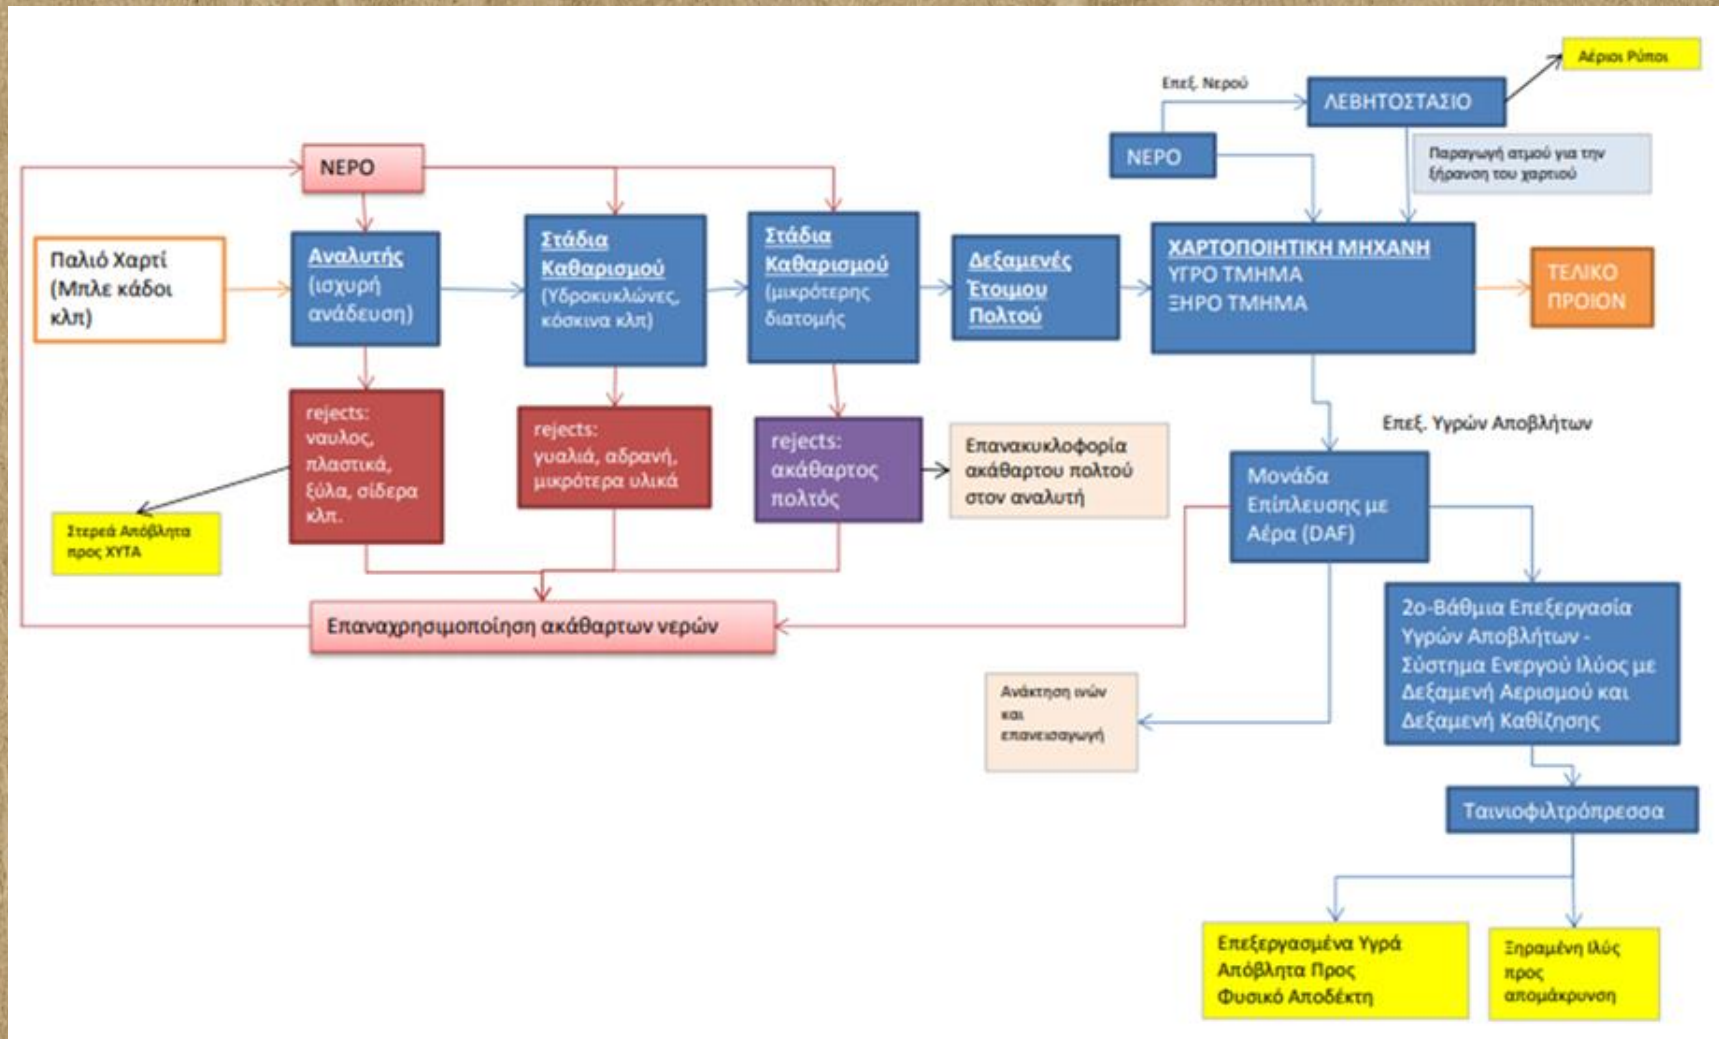 Αέριοι Ρύποι
Επεξ. Νερού
ΛΕΒΗΤΟΣΤΑΣΙΟ
ΝΕΡΟ
Παραγωγή ατμού για την
ξήρανση του χαρτιού
ΝΕΡΟ
Παλιό Χαρτί
(Μπλε κάδοι
κλπ)
Αναλυτής
(ισχυρή
ανάδευση)
Στάδια
Καθαρισμού
(Υδροκυκλώνες,
κόσκινα κλπ)
Στάδια
Καθαρισμού
(μικρότερης
διατομής
Δεξαμενές
Έτοιμου
Πολτού
ΧΑΡΤΟΠΟΙΗΤΙΚΗ ΜΗΧΑΝΗ
ΥΓΡΟ ΤΜΗΜΑ
ΞΗΡΟ ΤΜΗΜΑ
ΤΕΛΙΚΟ
ΠΡΟΙΟΝ
rejects:
ναυλος,
πλαστικά,
ξύλα, σίδερα
κλπ.
rejects:
γυαλιά, αδρανή,
μικρότερα υλικά
rejects:
ακάθαρτος
πολτός
Επανακυκλοφορία
ακάθαρτου πολτού
στον αναλυτή
Επεξ. Υγρών Αποβλήτων
Μονάδα
Επίπλευσης με
Αέρα (DAF)
Στερεά Απόβλητα
προς ΧΥΤΑ
Επαναχρησιμοποίηση ακάθαρτων νερών
2ο-Βάθμια Επεξεργασία
Υγρών Αποβλήτων -
Σύστημα Ενεργού Ιλύος με
Δεξαμενή Αερισμού και
Δεξαμενή Καθίζησης
Ανάκτηση ινών
και
επανεισαγωγή
Ταινιοφιλτρόπρεσσα
Επεξεργασμένα Υγρά
Απόβλητα Προς
Φυσικό Αποδέκτη
Ξηραμένη Ιλύς
προς
απομάκρυνση